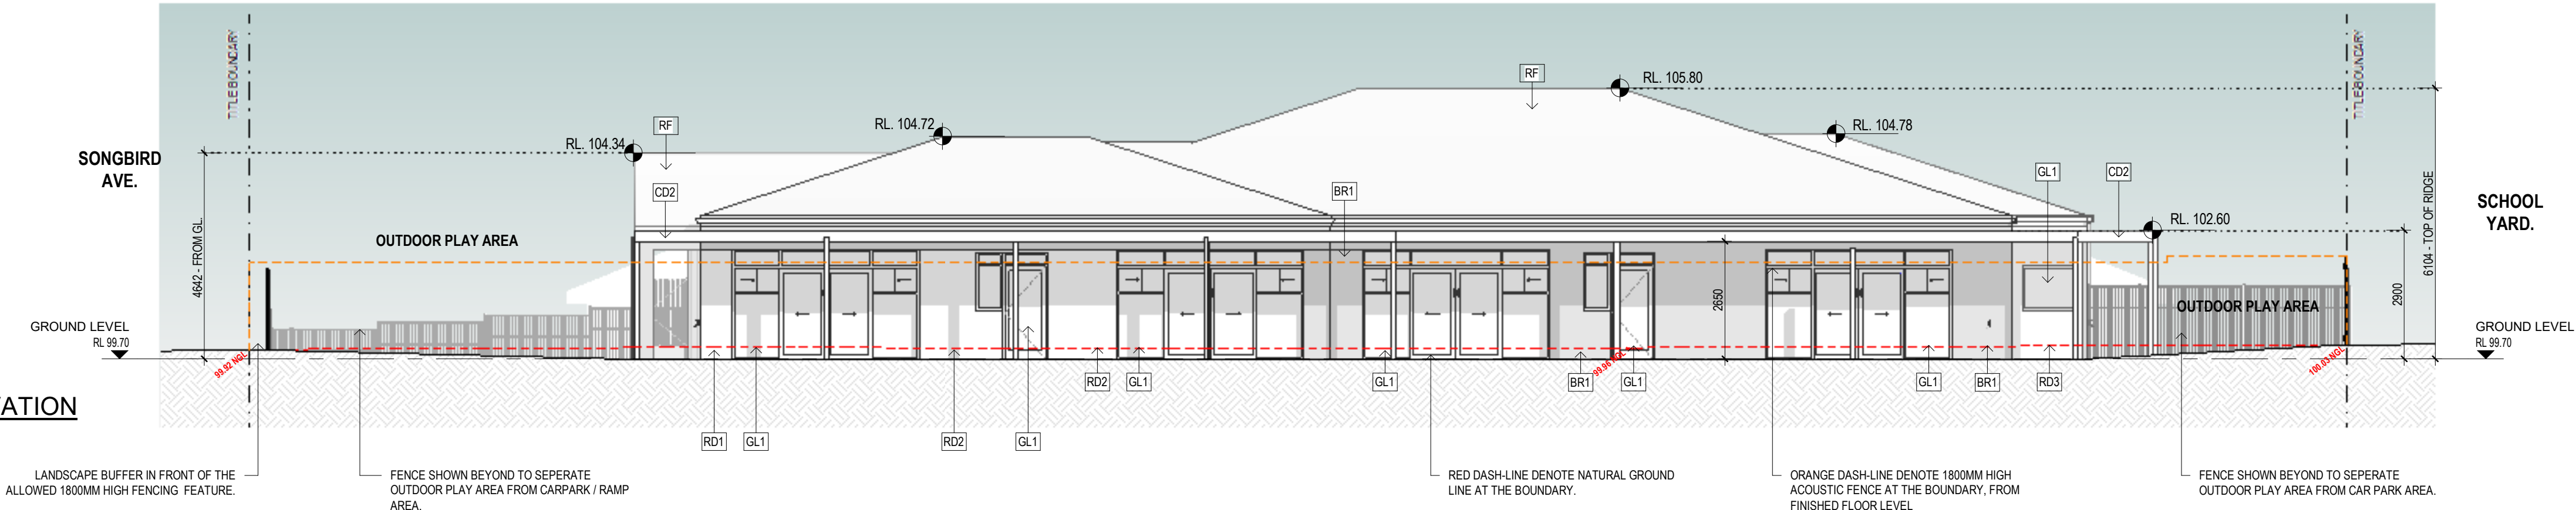 TITLE BOUNDARY
TITLE BOUNDARY
RF
RL. 105.80
RL. 104.72
RL. 104.78
RF
RL. 104.34
SONGBIRD
AVE.
CD2
BR1
GL1
CD2
SCHOOL
YARD.
RL. 102.60
OUTDOOR PLAY AREA
4642 - FROM GL.
6104 - TOP OF RIDGE
2650
2900
OUTDOOR PLAY AREA
GROUND LEVEL
RL 99.70
GROUND LEVEL
RL 99.70
99.92 NGL
99.96 NGL
100.03 NGL
RD2
GL1
GL1
BR1
GL1
GL1
BR1
RD3
ATION
RD1
GL1
RD2
GL1
LANDSCAPE BUFFER IN FRONT OF THE
ALLOWED 1800MM HIGH FENCING FEATURE.
FENCE SHOWN BEYOND TO SEPERATE
OUTDOOR PLAY AREA FROM CARPARK / RAMP
AREA.
RED DASH-LINE DENOTE NATURAL GROUND
LINE AT THE BOUNDARY.
ORANGE DASH-LINE DENOTE 1800MM HIGH
ACOUSTIC FENCE AT THE BOUNDARY, FROM
FINISHED FLOOR LEVEL
FENCE SHOWN BEYOND TO SEPERATE
OUTDOOR PLAY AREA FROM CAR PARK AREA.